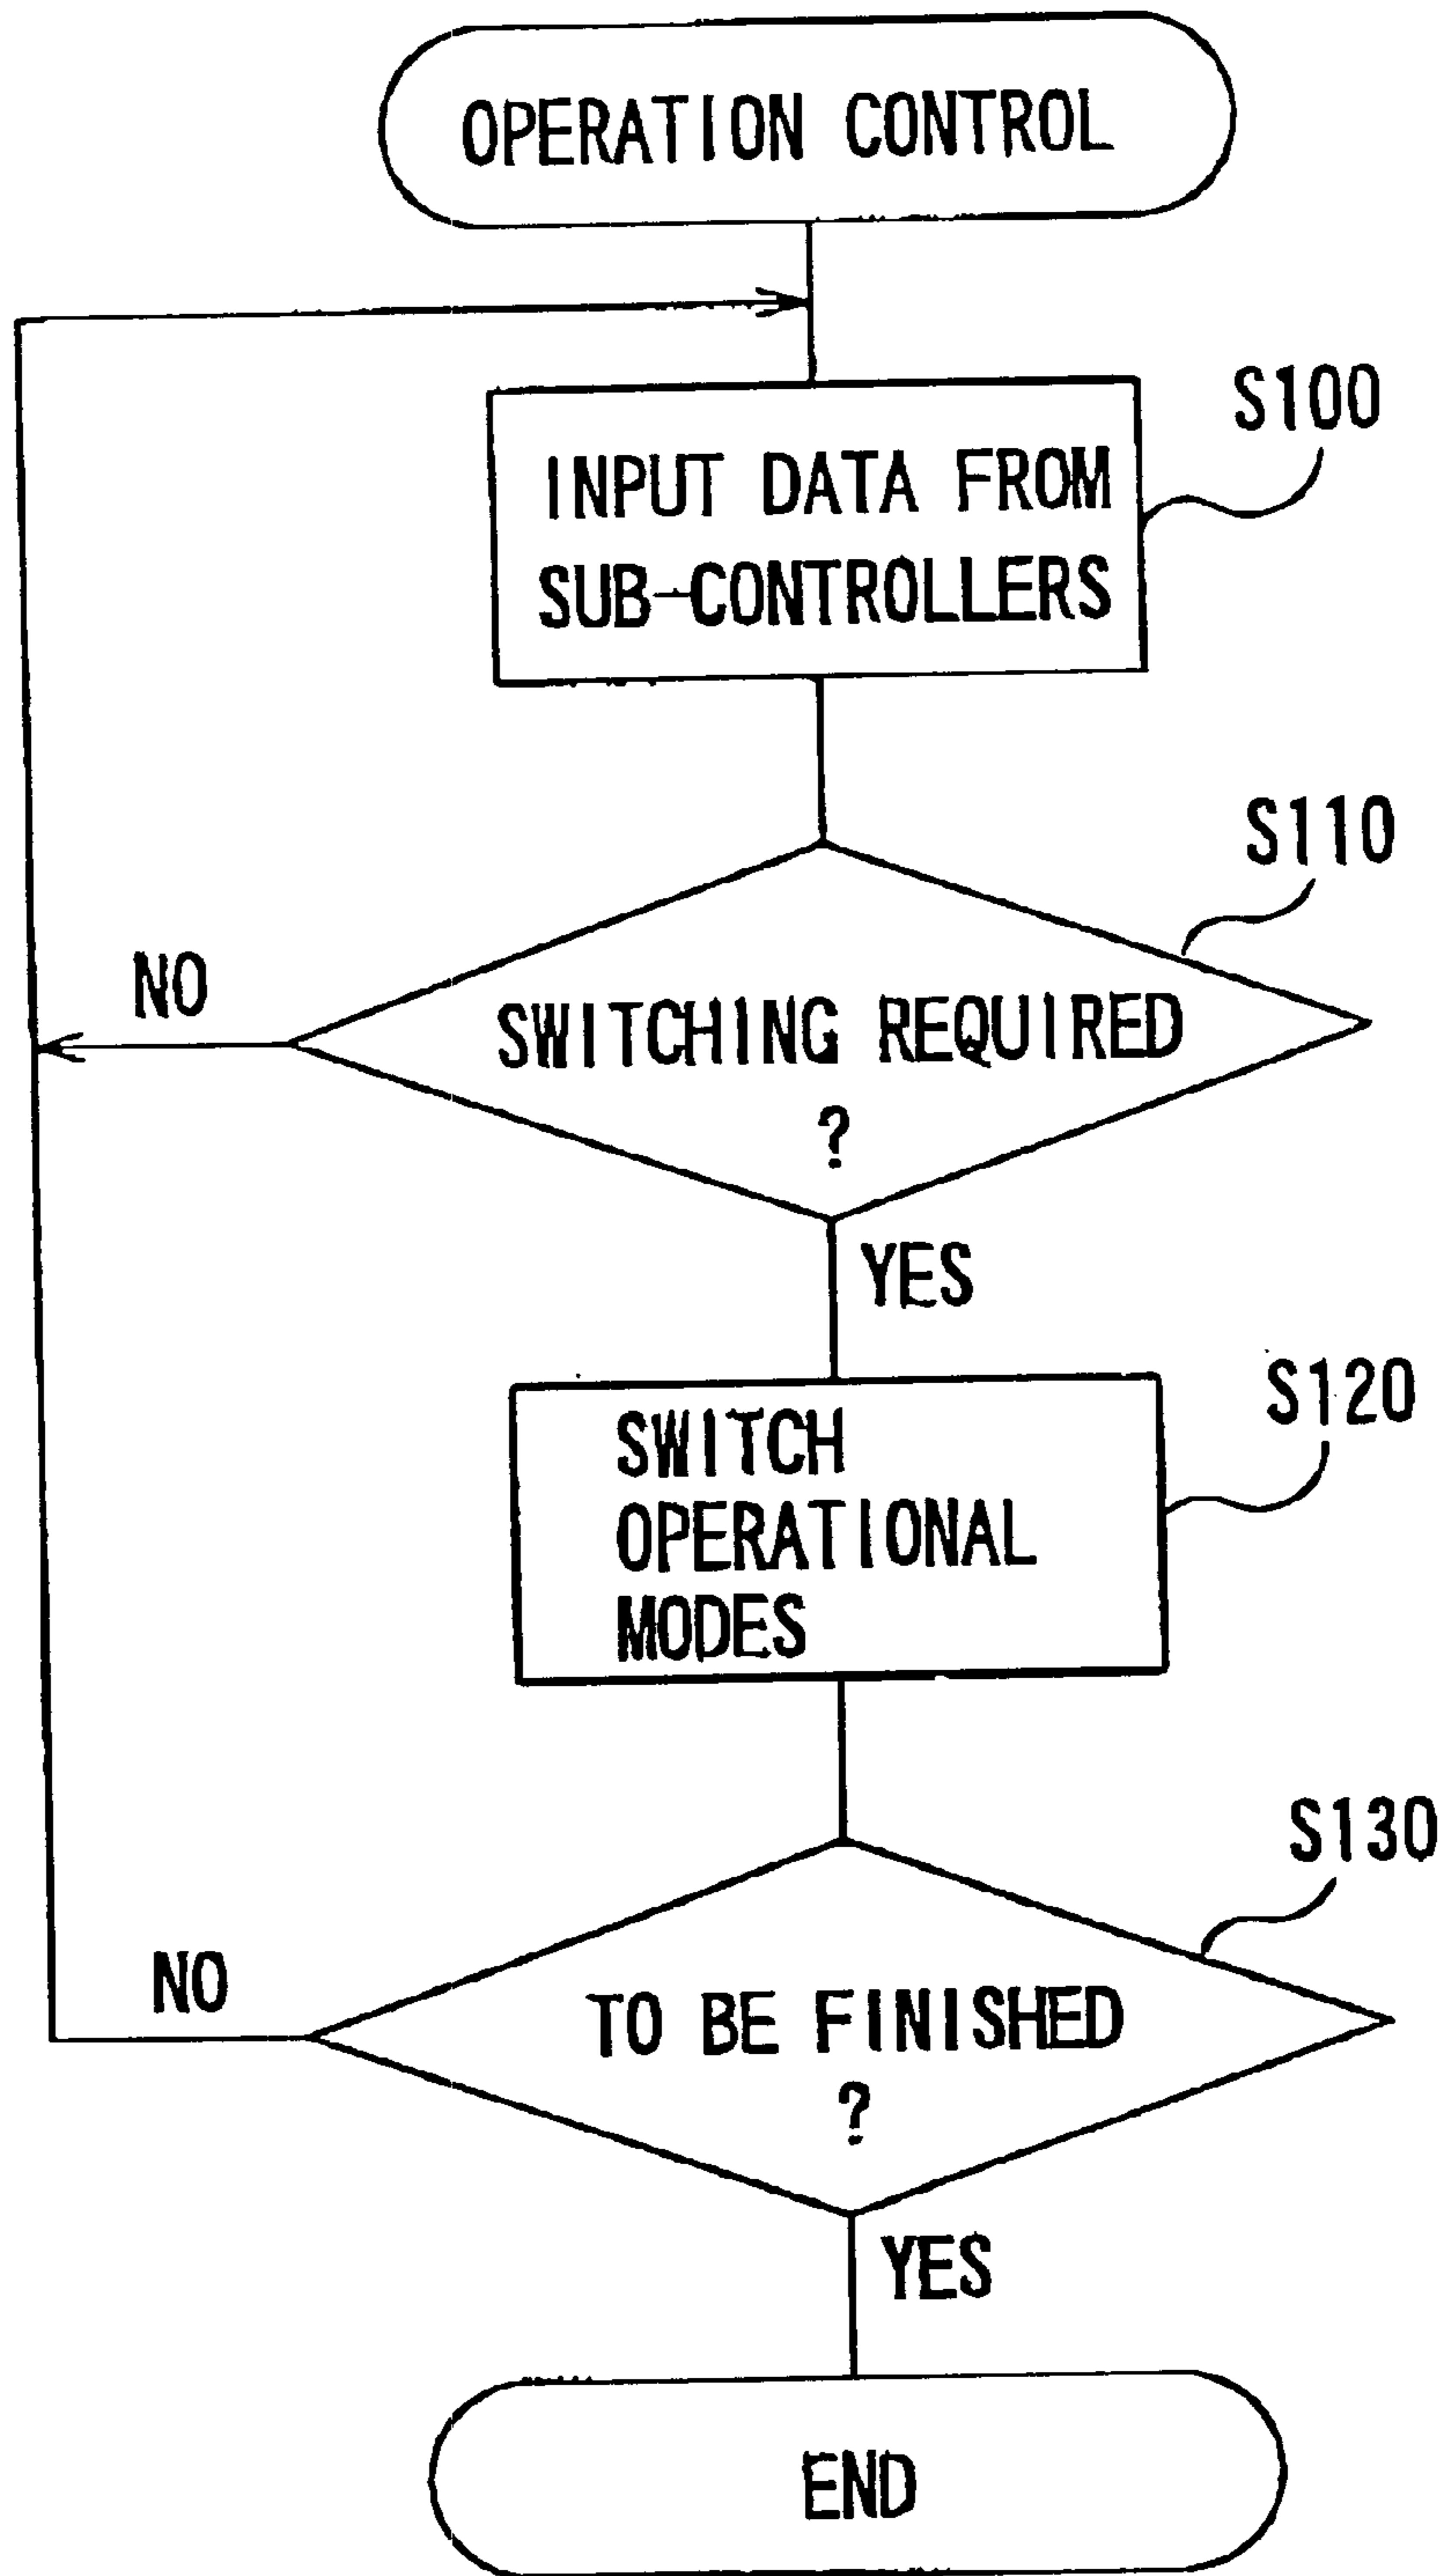 OPERATION CONTROL
S100
INPUT DATA FROM
SUB-CONTROLLERS
S110
NO
SWITCHING REQUIRED
?
YES
S120
SWITCH
OPERATIONAL
MODES
S130
NO
TO BE FINISHED
?
YES
END